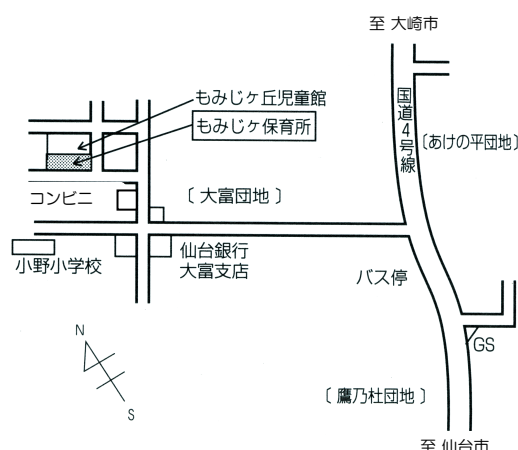 至 大崎市
もみじヶ丘児童館
もみじヶ保育所
国道4号線
〔あけの平団地〕
コンビニ
〔大富団地〕
小野小学校
仙台銀行
大富支店
バス停
N
S
GS
〔鷹乃杜団地〕
至 仙台市